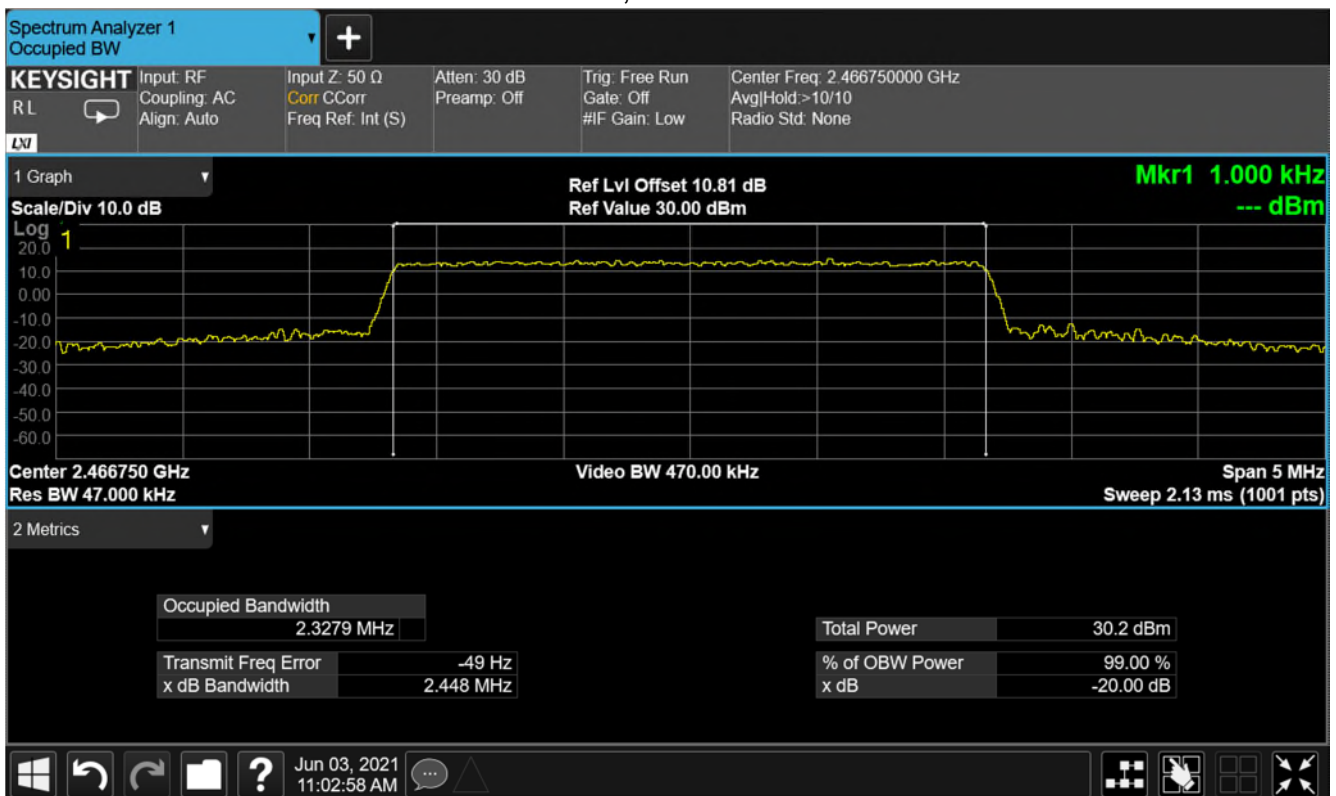 Spectrum Analyzer 1
Occupied BW
KEYSIGHT
R L
LXI
Input: RF
Coupling: AC
Align: Auto
Input Z: 50 Ω
Corr CCorr
Freq Ref: Int (S)
Atten: 30 dB
Preamp: Off
Trig: Free Run
Gate: Off
#IF Gain: Low
Center Freq: 2.466750000 GHz
Avg|Hold:>10/10
Radio Std: None
1 Graph
Scale/Div 10.0 dB
Ref Lvl Offset 10.81 dB
Ref Value 30.00 dBm
Mkr1 1.000 kHz
--- dBm
Log
1
20.0
10.0
0.00
-10.0
-20.0
-30.0
-40.0
-50.0
-60.0
Center 2.466750 GHz
Res BW 47.000 kHz
Video BW 470.00 kHz
Span 5 MHz
Sweep 2.13 ms (1001 pts)
2 Metrics
Occupied Bandwidth
2.3279 MHz
Transmit Freq Error -49 Hz
x dB Bandwidth 2.448 MHz
Total Power 30.2 dBm
% of OBW Power 99.00 %
x dB -20.00 dB
?
Jun 03, 2021
11:02:58 AM